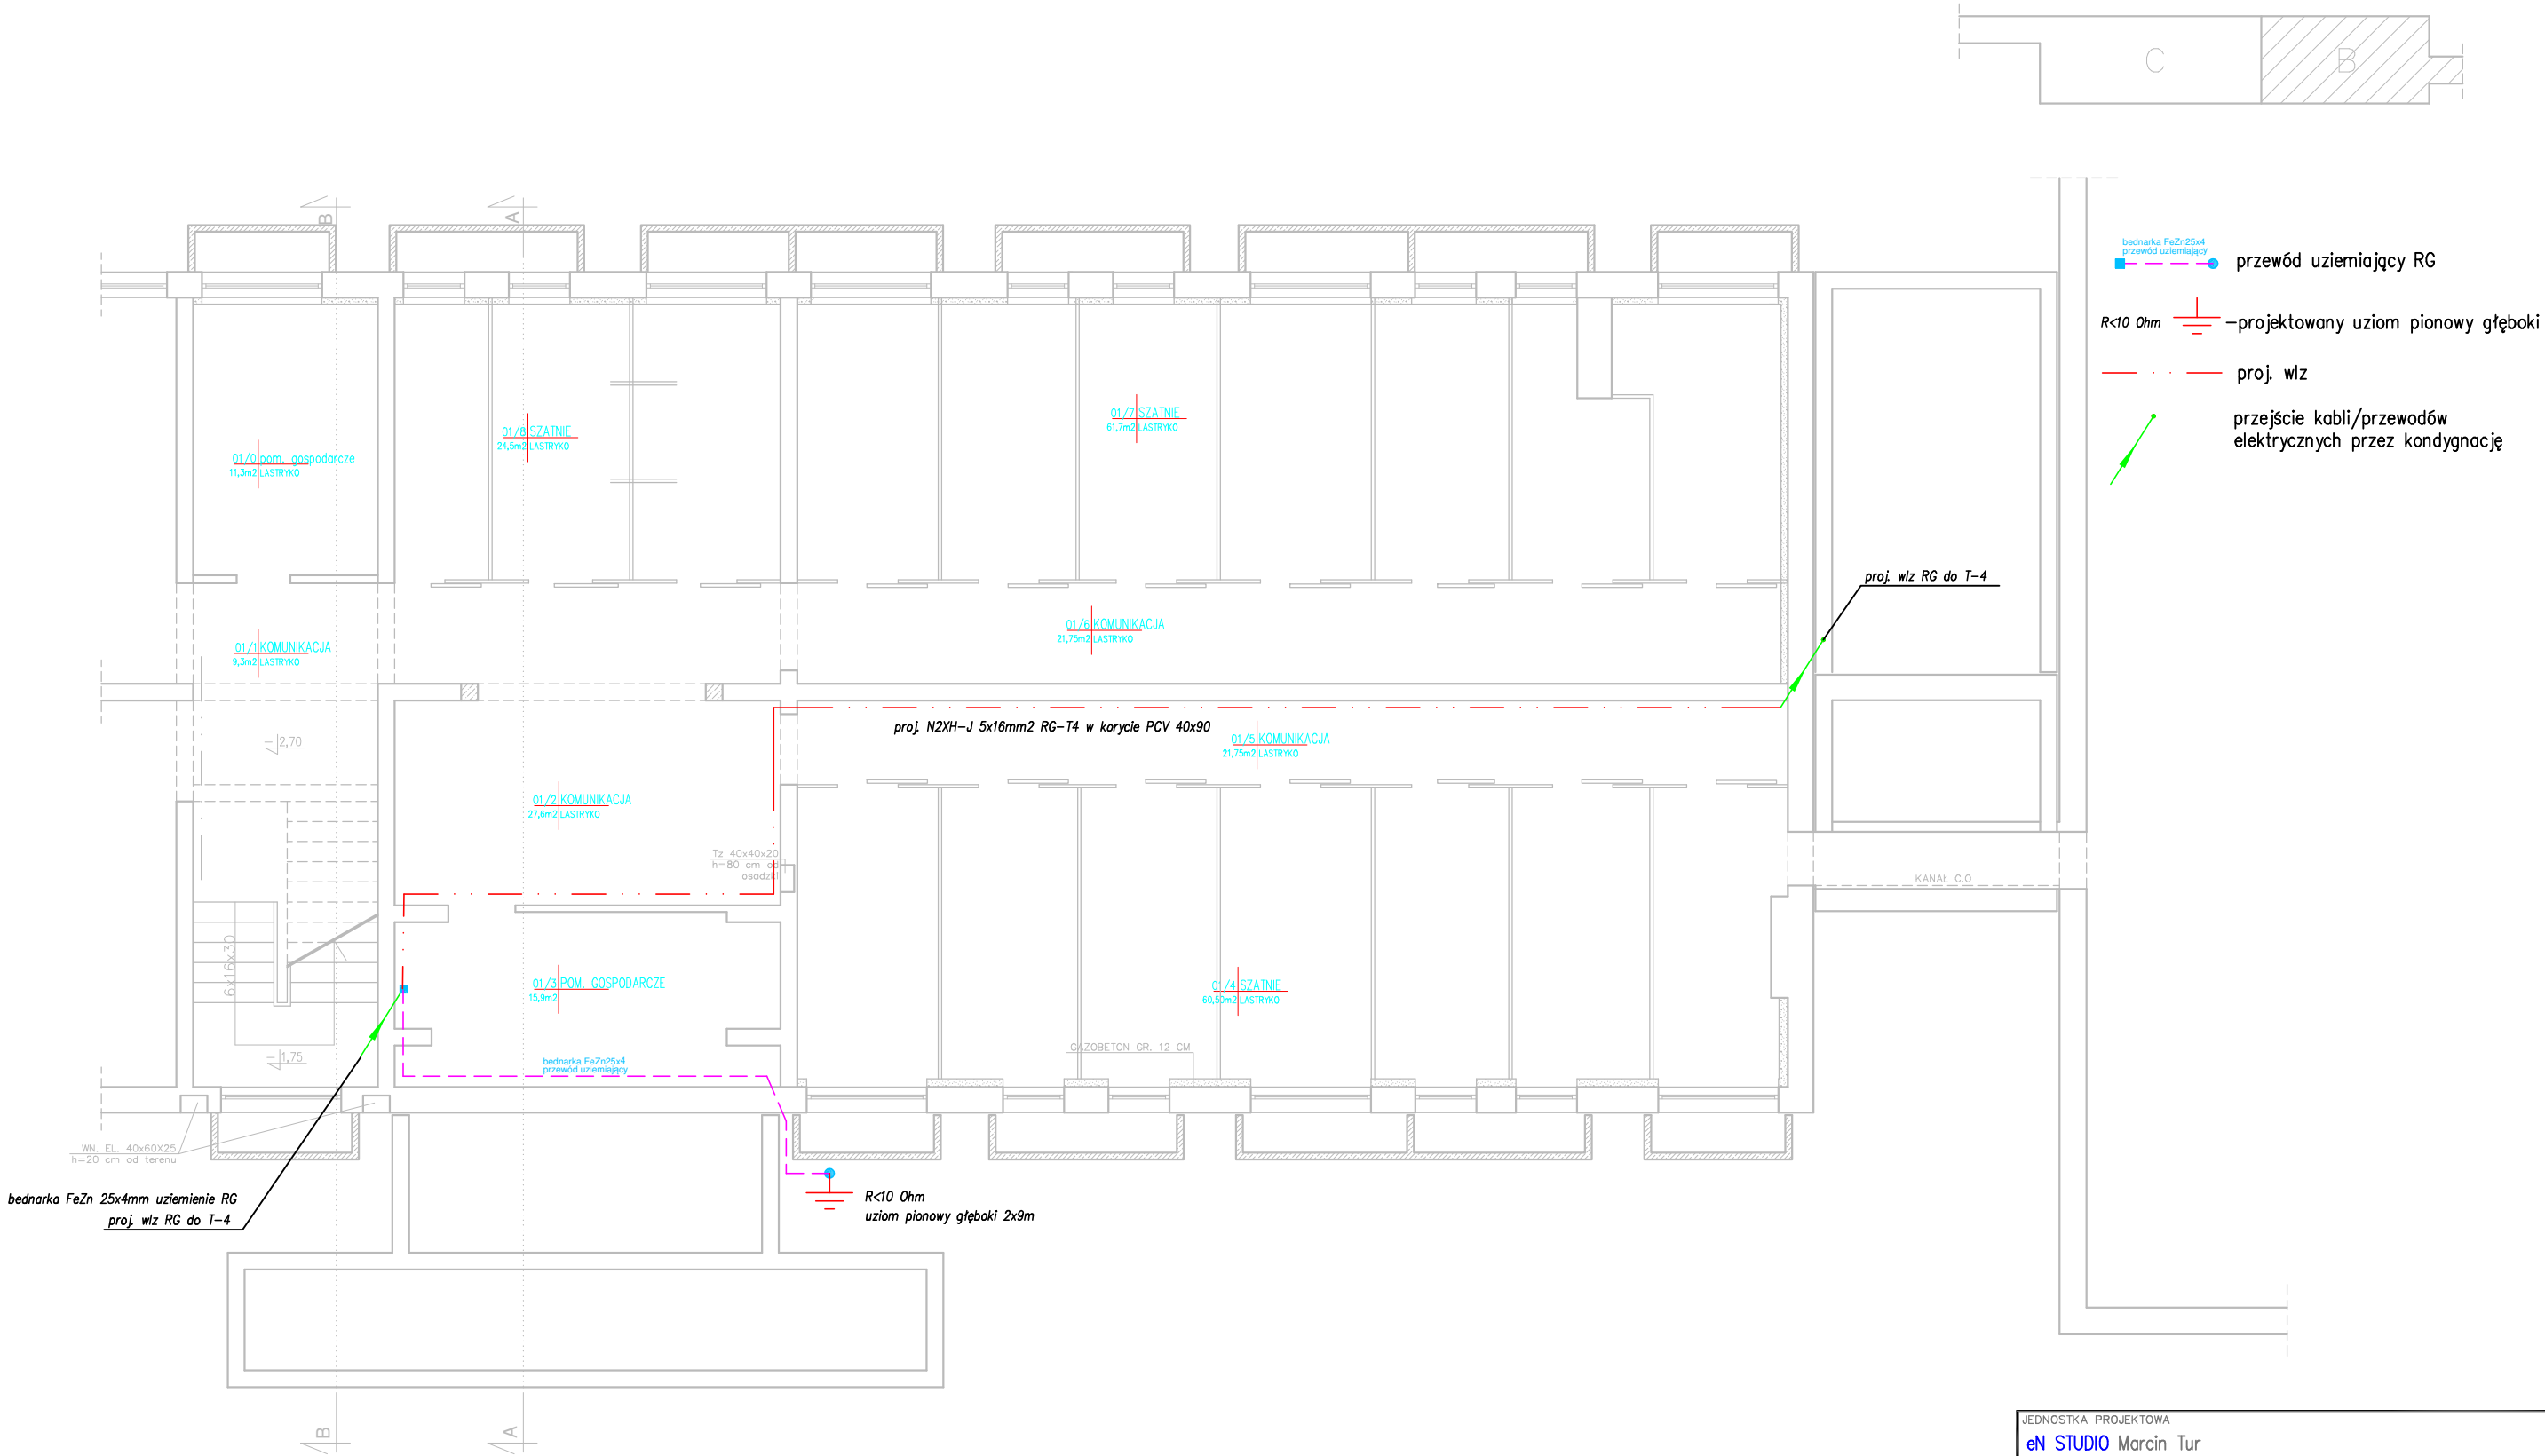 C
B
B
A
bednarka FeZn25x4
przewód uziemiający
przewód uziemiający RG
R<10 Ohm
-projektowany uziom pionowy głęboki
proj. wlz
przejście kabli/przewodów
elektrycznych przez kondygnację
01/7 SZATNIE
61,7m2 LASTRYKO
01/8 SZATNIE
24,5m2 LASTRYKO
01/0 pom. gospodarcze
11,3m2 LASTRYKO
proj. wlz RG do T-4
01/6 KOMUNIKACJA
21,75m2 LASTRYKO
01/1 KOMUNIKACJA
9,3m2 LASTRYKO
proj. N2XH-J 5x16mm2 RG-T4 w korycie PCV 40x90
01/5 KOMUNIKACJA
21,75m2 LASTRYKO
- 2,70
01/2 KOMUNIKACJA
27,6m2 LASTRYKO
Tz 40x40x20
h=80 cm od
osadzki
KANAŁ C.O
6x16x30
01/3 POM. GOSPODARCZE
15,9m2
01/4 SZATNIE
60,50m2 LASTRYKO
GAZOBETON GR. 12 CM
- 1,75
bednarka FeZn25x4
przewód uziemiający
WN. EL. 40x60X25
h=20 cm od terenu
bednarka FeZn 25x4mm uziemienie RG
proj. wlz RG do T-4
R<10 Ohm
uziom pionowy głęboki 2x9m
B
A
JEDNOSTKA PROJEKTOWA
eN STUDIO Marcin Tur